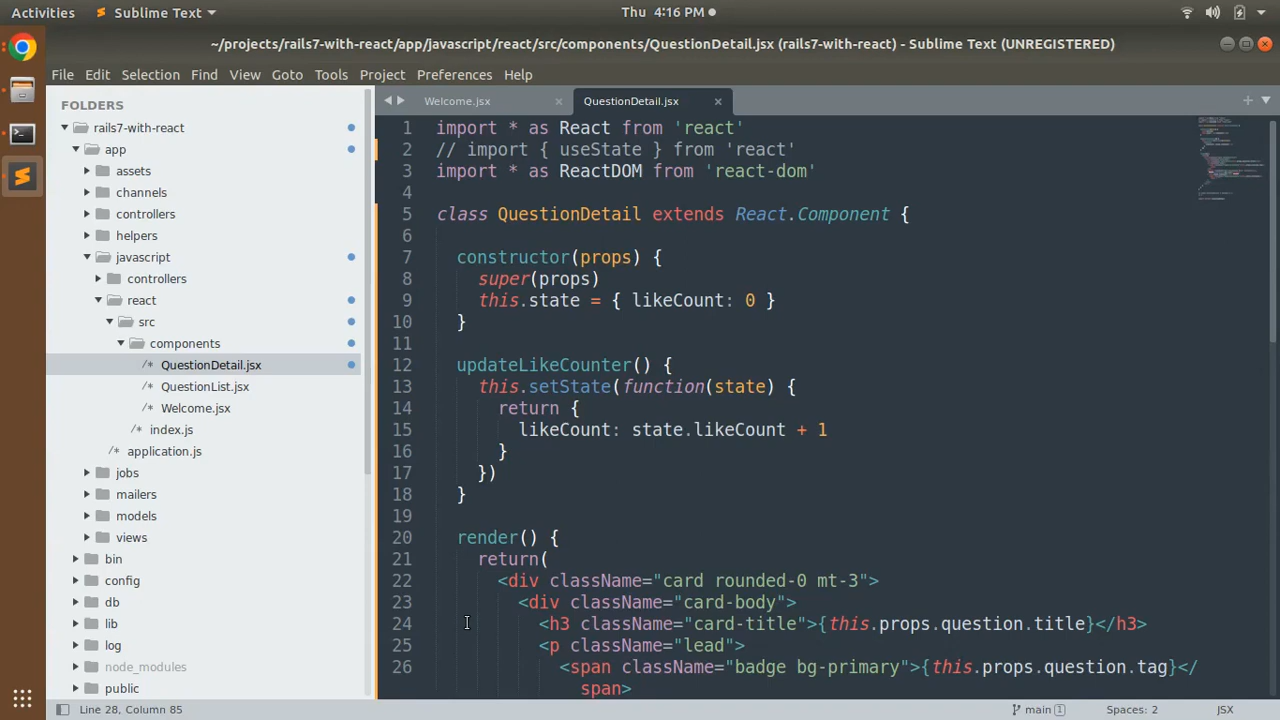 Activities
Sublime Text
Thu 4:16 PM
~/projects/rails7-with-react/app/javascript/react/src/components/QuestionDetail.jsx (rails7-with-react) - Sublime Text (UNREGISTERED)
File Edit Selection Find View Goto Tools Project Preferences Help
FOLDERS
rails7-with-react
app
assets
channels
controllers
helpers
javascript
controllers
react
src
components
/* QuestionDetail.jsx
/* QuestionList.jsx
/* Welcome.jsx
/* index.js
/* application.js
jobs
mailers
models
views
bin
config
db
lib
log
node_modules
public
Welcome.jsx
QuestionDetail.jsx
1 import * as React from 'react'
2 // import { useState } from 'react'
3 import * as ReactDOM from 'react-dom'
4
5 class QuestionDetail extends React.Component {
6
7 constructor(props) {
8 super(props)
9 this.state = { likeCount: 0 }
10 }
11
12 updateLikeCounter() {
13 this.setState(function(state) {
14 return {
15 likeCount: state.likeCount + 1
16 }
17 })
18 }
19
20 render() {
21 return(
22 <div className="card rounded-0 mt-3">
23 <div className="card-body">
24 <h3 className="card-title">{this.props.question.title}</h3>
25 <p className="lead">
26 <span className="badge bg-primary">{this.props.question.tag}</
span>
Line 28, Column 85
main 1
Spaces: 2
JSX